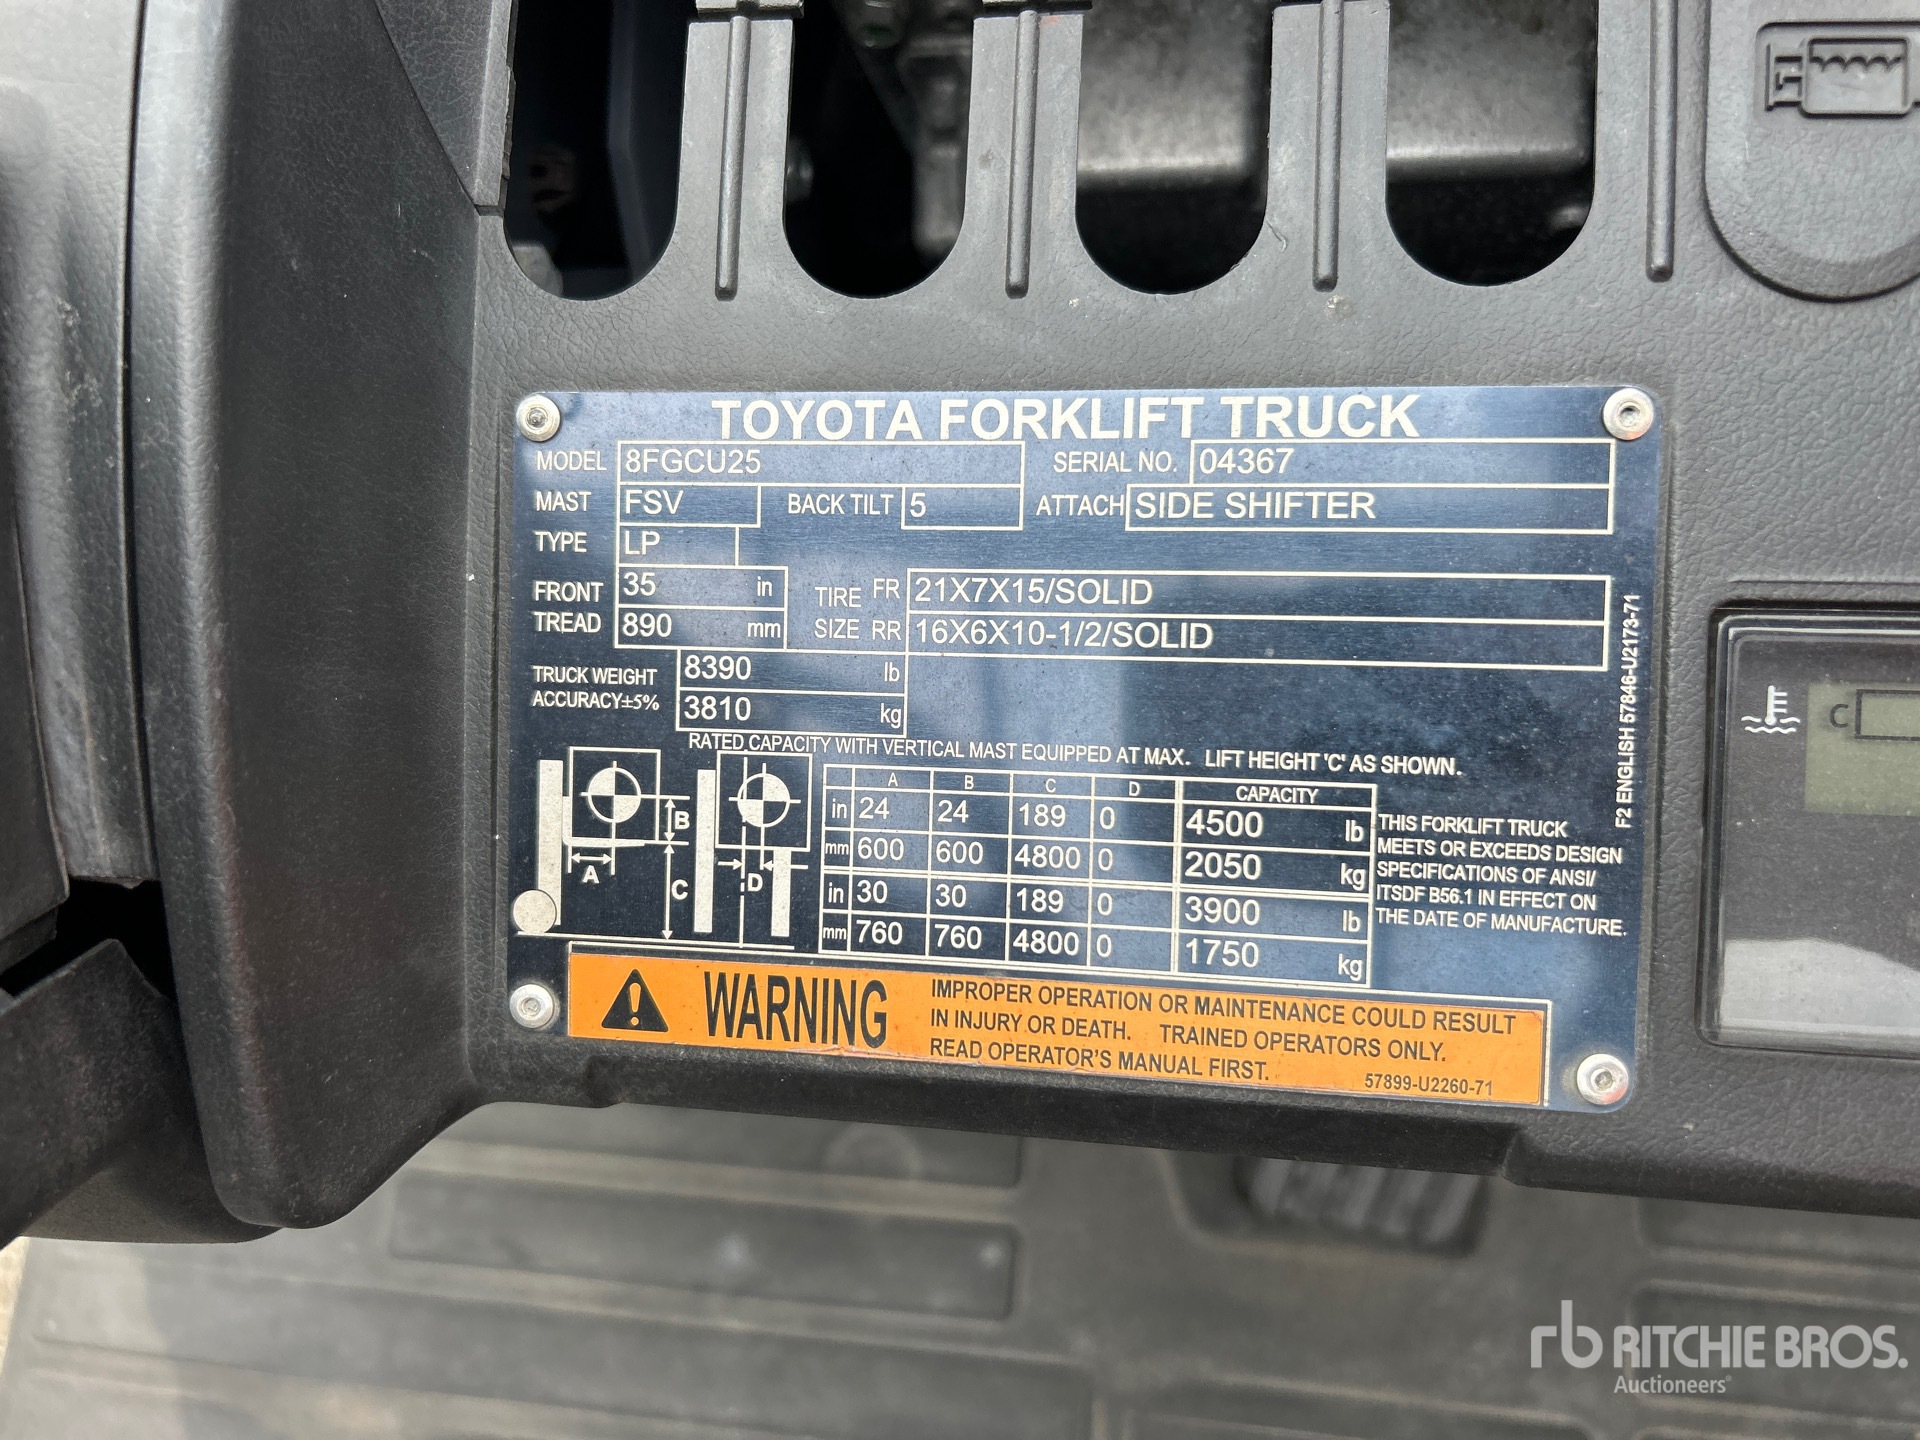 TOYOTA FORKLIFT TRUCK
MODEL 8FGCU25 SERIAL NO. 04367
MAST FSV BACK TILT 5 ATTACH SIDE SHIFTER
TYPE LP
FRONT TREAD 35 in TIRE SIZE FR 21X7X15/SOLID
890 mm RR 16X6X10-1/2/SOLID
TRUCK WEIGHT 8390 lb
ACCURACY±5% 3810 kg
RATED CAPACITY WITH VERTICAL MAST EQUIPPED AT MAX. LIFT HEIGHT 'C' AS SHOWN.
A B C D CAPACITY
in 24 24 189 0 4500 lb
mm 600 600 4800 0 2050 kg
in 30 30 189 0 3900 lb
mm 760 760 4800 0 1750 kg
A B C D
THIS FORKLIFT TRUCK
MEETS OR EXCEEDS DESIGN
SPECIFICATIONS OF ANSI/
ITSDF B56.1 IN EFFECT ON
THE DATE OF MANUFACTURE.
F2 ENGLISH 57846-U2173-71
WARNING
IMPROPER OPERATION OR MAINTENANCE COULD RESULT
IN INJURY OR DEATH. TRAINED OPERATORS ONLY.
READ OPERATOR'S MANUAL FIRST.
57899-U2260-71
C
rb RITCHIE BROS.
Auctioneers